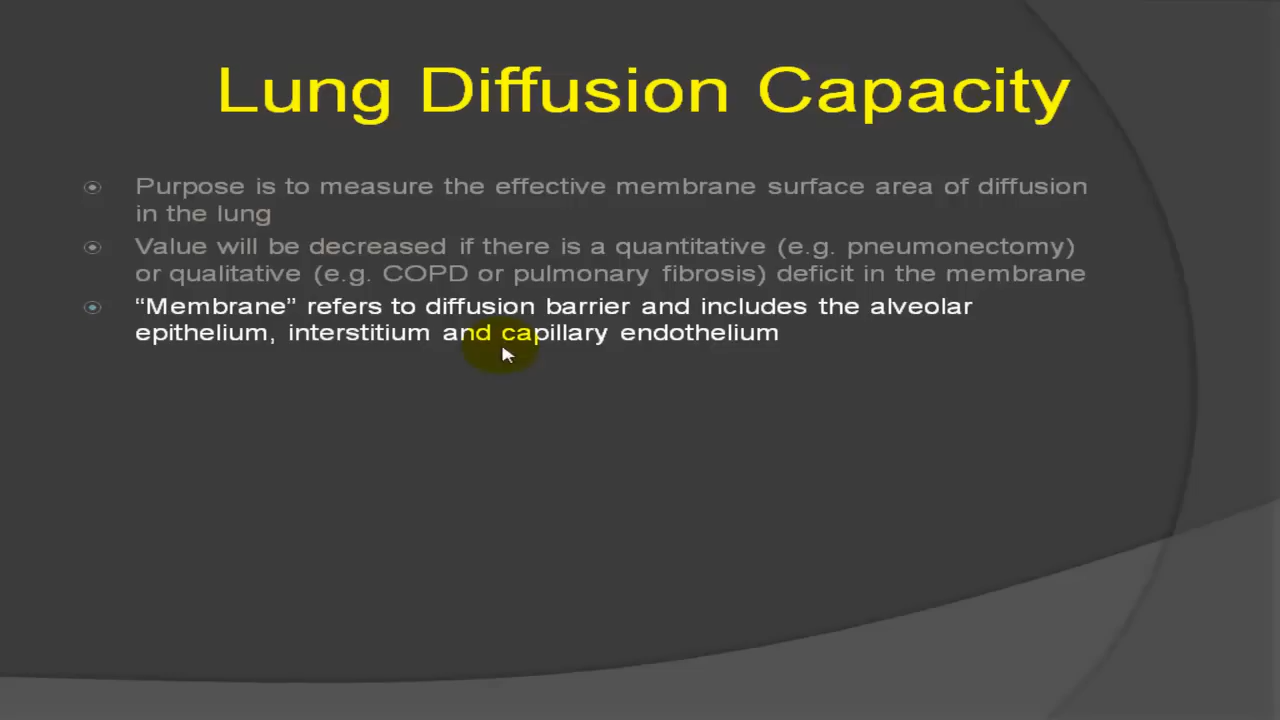 Lung Diffusion Capacity
Purpose is to measure the effective membrane surface area of diffusion
in the lung
Value will be decreased if there is a quantitative (e.g. pneumonectomy)
or qualitative (e.g. COPD or pulmonary fibrosis) deficit in the membrane
“Membrane” refers to diffusion barrier and includes the alveolar
epithelium, interstitium and capillary endothelium